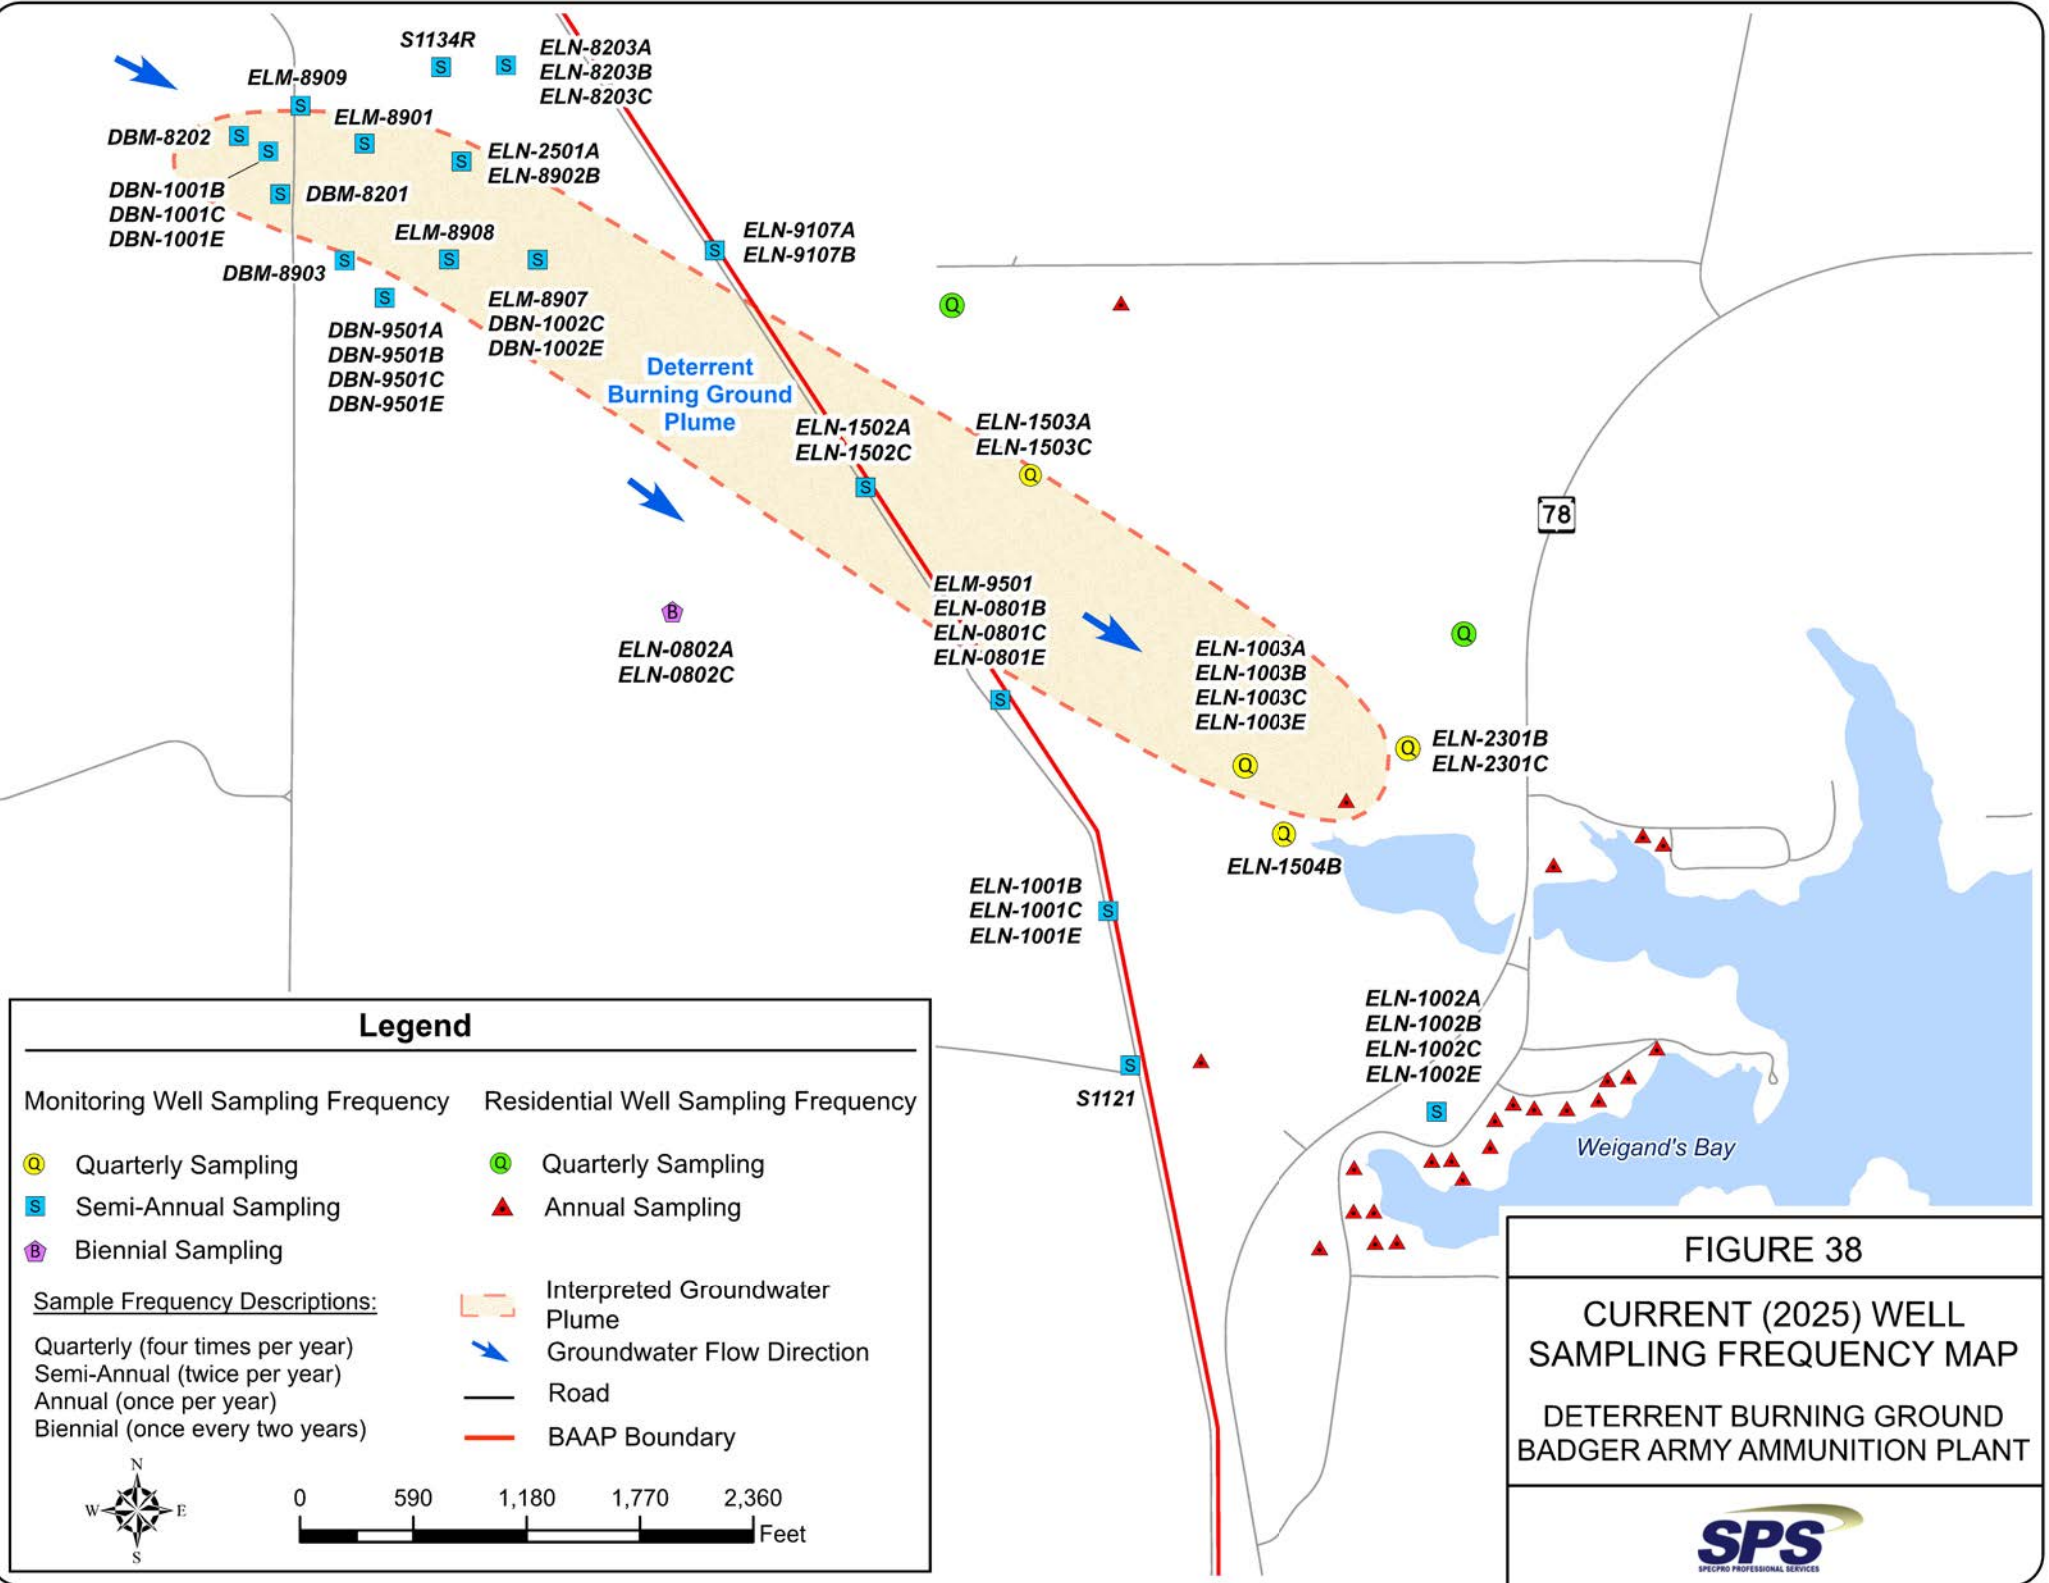 S1134R
ELN-8203A
ELN-8203B
ELN-8203C
ELM-8909
S
S
S
ELM-8901
DBM-8202
S
S
S
S
ELN-2501A
ELN-8902B
DBN-1001B
DBN-1001C
DBN-1001E
S
DBM-8201
ELM-8908
S
S
S
DBM-8903
S
ELN-9107A
ELN-9107B
S
DBN-9501A
DBN-9501B
DBN-9501C
DBN-9501E
ELM-8907
DBN-1002C
DBN-1002E
Q
Deterrent
Burning Ground
Plume
ELN-1502A
ELN-1502C
S
ELN-1503A
ELN-1503C
Q
78
B
ELN-0802A
ELN-0802C
ELM-9501
ELN-0801B
ELN-0801C
ELN-0801E
S
ELN-1003A
ELN-1003B
ELN-1003C
ELN-1003E
Q
Q
Q
ELN-2301B
ELN-2301C
Q
ELN-1504B
ELN-1001B
ELN-1001C
ELN-1001E
S
S
S1121
ELN-1002A
ELN-1002B
ELN-1002C
ELN-1002E
S
Weigand's Bay
Legend
Monitoring Well Sampling Frequency
Q Quarterly Sampling
S Semi-Annual Sampling
B Biennial Sampling
Sample Frequency Descriptions:
Quarterly (four times per year)
Semi-Annual (twice per year)
Annual (once per year)
Biennial (once every two years)
Residential Well Sampling Frequency
Q Quarterly Sampling
Annual Sampling
Interpreted Groundwater
Plume
Groundwater Flow Direction
Road
BAAP Boundary
N
W E
S
0 590 1,180 1,770 2,360
Feet
FIGURE 38
CURRENT (2025) WELL
SAMPLING FREQUENCY MAP
DETERRENT BURNING GROUND
BADGER ARMY AMMUNITION PLANT
SPS
SPECPRO PROFESSIONAL SERVICES